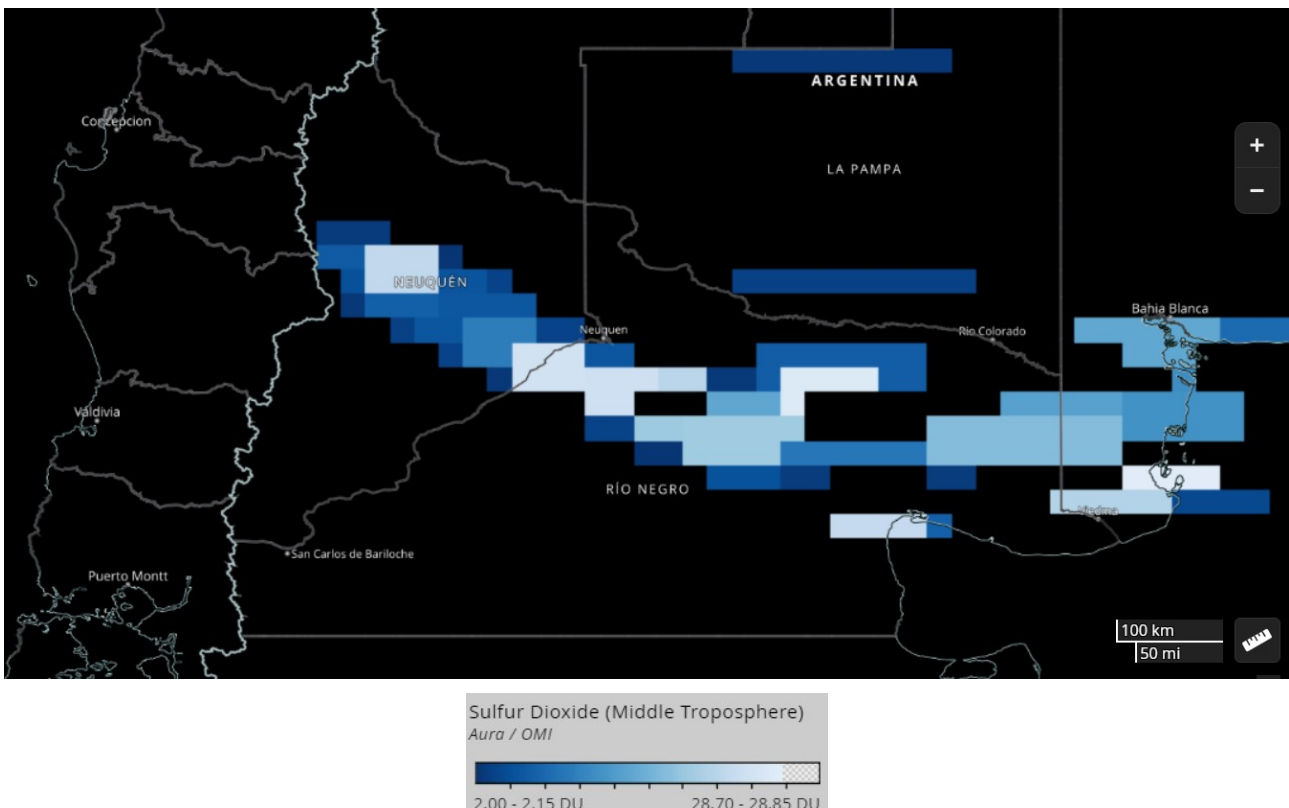 ARGENTINA
Concepcion
LA PAMPA
+
−
NEUQUÉN
Bahia Blanca
Neuquen
Rio Colorado
Valdivia
RÍO NEGRO
Viedma
San Carlos de Bariloche
Puerto Montt
100 km
50 mi
Sulfur Dioxide (Middle Troposphere)
Aura / OMI
2.00 - 2.15 DU 28.70 - 28.85 DU